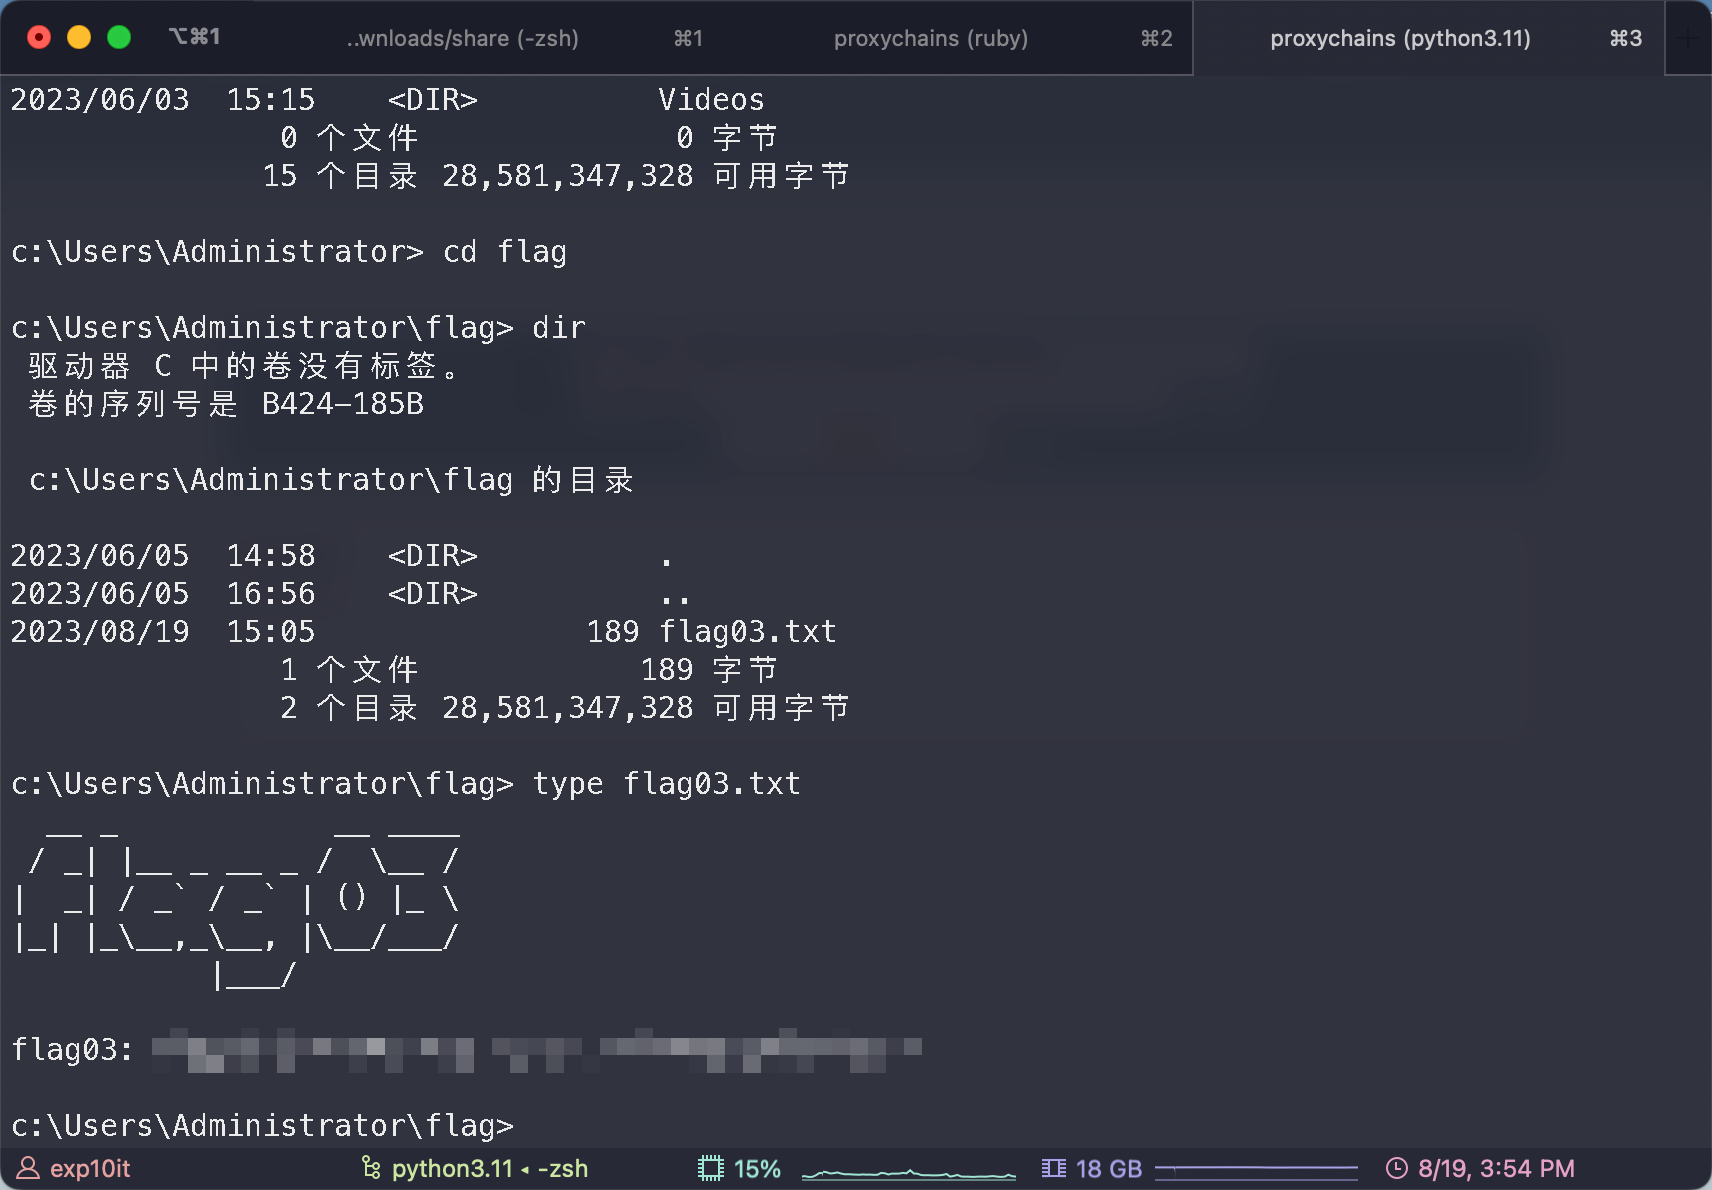 ⌥⌘1 ..wnloads/share (-zsh) ⌘1 proxychains (ruby) ⌘2 proxychains (python3.11) ⌘3
2023/06/03  15:15    <DIR>          Videos
               0 个文件              0 字节
              15 个目录 28,581,347,328 可用字节
c:\Users\Administrator> cd flag
c:\Users\Administrator\flag> dir
 驱动器 C 中的卷没有标签。
 卷的序列号是 B424-185B
 c:\Users\Administrator\flag 的目录
2023/06/05  14:58    <DIR>          .
2023/06/05  16:56    <DIR>          ..
2023/08/19  15:05               189 flag03.txt
               1 个文件            189 字节
               2 个目录 28,581,347,328 可用字节
c:\Users\Administrator\flag> type flag03.txt
  __ _            __ _____
 / _| |__ _ __ _ /  \__ /
|  _| / _` / _` | () |_ \
|_| |_\__,_\__, |\__/___/
           |___/
flag03:
c:\Users\Administrator\flag>
exp10it python3.11 ◂ -zsh 15% 18 GB 8/19, 3:54 PM